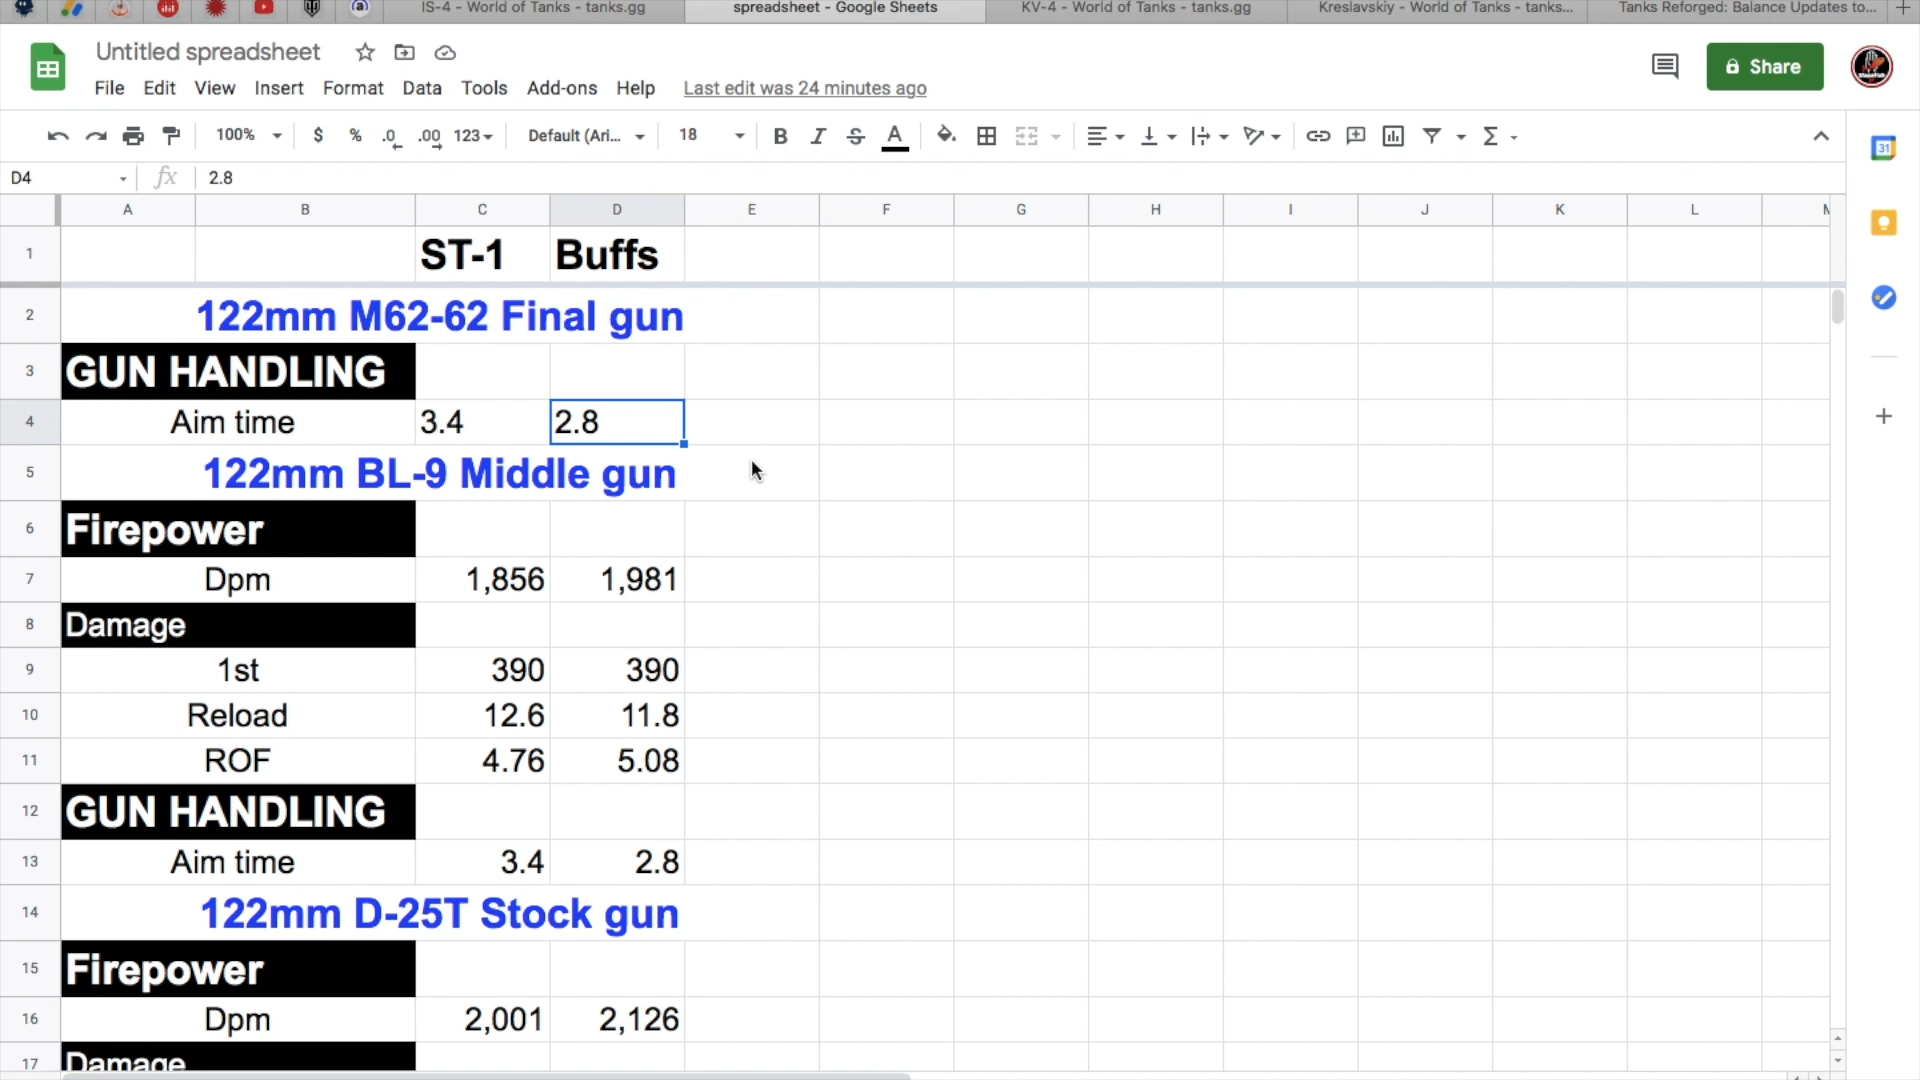 IS-4 - World of Tanks - tanks.gg
spreadsheet - Google Sheets
KV-4 - World of Tanks - tanks.gg
Kreslavskiy - World of Tanks - tanks...
Tanks Reforged: Balance Updates to...
Untitled spreadsheet
File Edit View Insert Format Data Tools Add-ons Help Last edit was 24 minutes ago
Share
100% $ % .0 .00 123 Default (Ari... 18 B I S A
31
D4 fx 2.8
A B C D E F G H I J K L M
1 ST-1 Buffs
2 122mm M62-62 Final gun
3 GUN HANDLING
4 Aim time 3.4 2.8
5 122mm BL-9 Middle gun
6 Firepower
7 Dpm 1,856 1,981
8 Damage
9 1st 390 390
10 Reload 12.6 11.8
11 ROF 4.76 5.08
12 GUN HANDLING
13 Aim time 3.4 2.8
14 122mm D-25T Stock gun
15 Firepower
16 Dpm 2,001 2,126
17 Damage